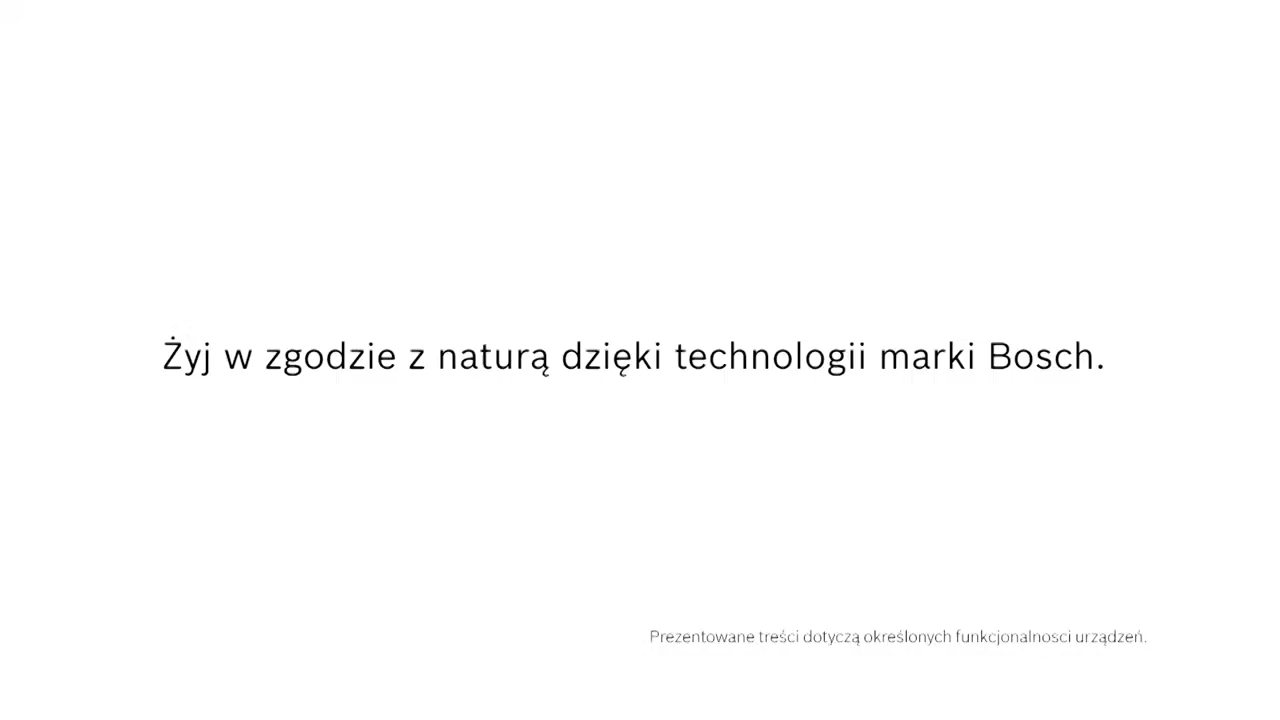 Żyj w zgodzie z naturą dzięki technologii marki Bosch.
Prezentowane treści dotyczą określonych funkcjonalnosci urządzeń.